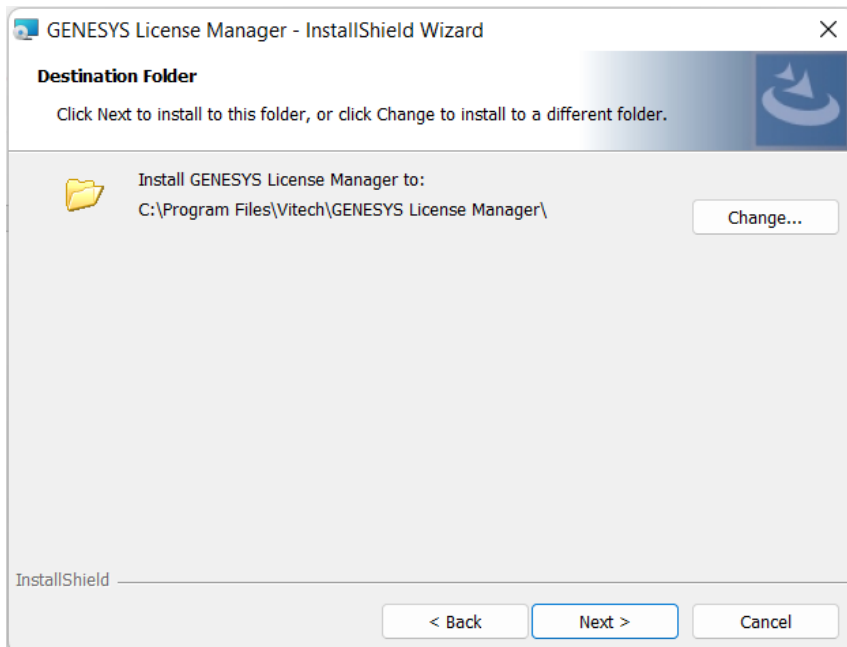 GENESYS License Manager - InstallShield Wizard
Destination Folder
Click Next to install to this folder, or click Change to install to a different folder.
Install GENESYS License Manager to:
C:\Program Files\Vitech\GENESYS License Manager\
Change...
InstallShield
< Back
Next >
Cancel